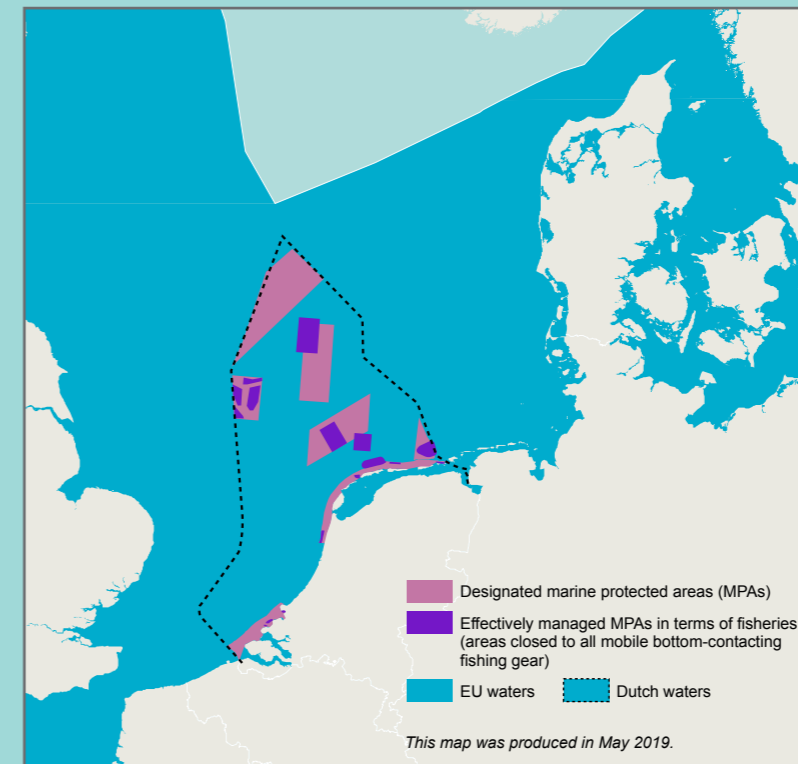 Designated marine protected areas (MPAs)
Effectively managed MPAs in terms of fisheries
(areas closed to all mobile bottom-contacting
fishing gear)
EU waters
Dutch waters
This map was produced in May 2019.